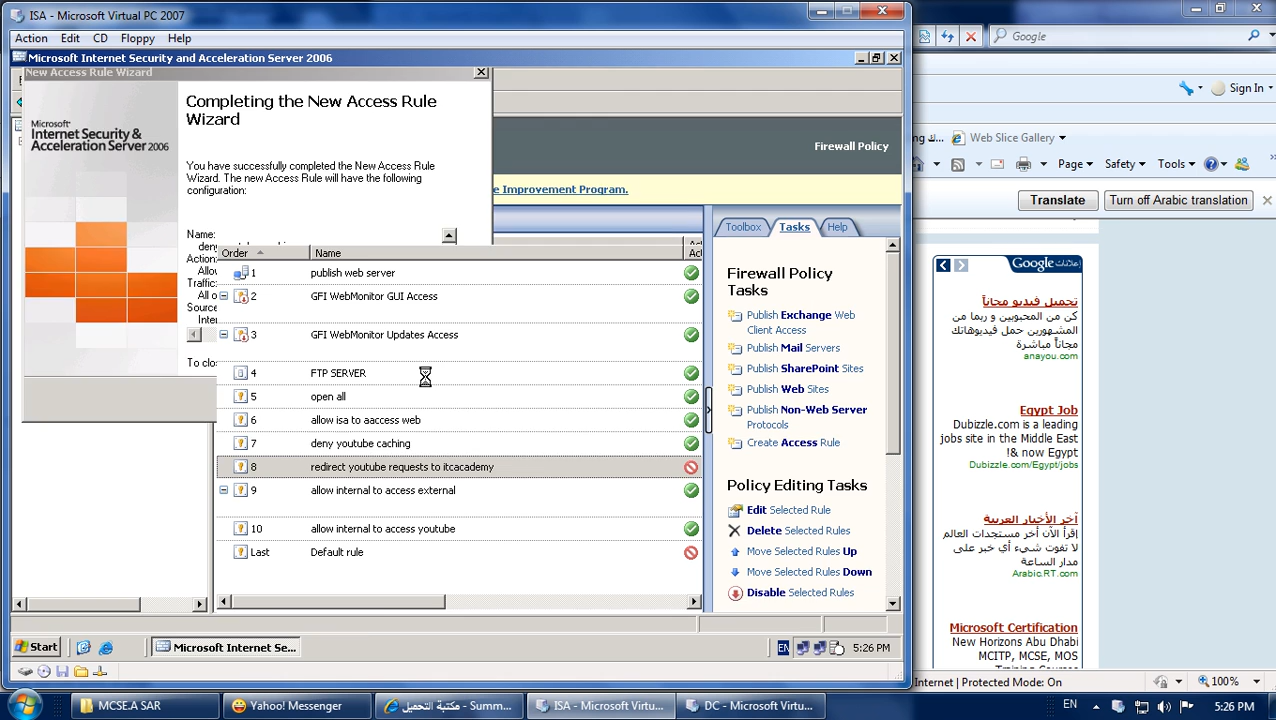 ISA - Microsoft Virtual PC 2007
Action Edit CD Floppy Help
Microsoft Internet Security and Acceleration Server 2006
New Access Rule Wizard
Microsoft
Internet Security &
Acceleration Server 2006
Completing the New Access Rule
Wizard
You have successfully completed the New Access Rule
Wizard. The new Access Rule will have the following
configuration:
Name:
Action:
Allo
Traffic:
All o
Source:
Inter
To clo
Firewall Policy
e Improvement Program.
Order Name Act
1 publish web server
2 GFI WebMonitor GUI Access
3 GFI WebMonitor Updates Access
4 FTP SERVER
5 open all
6 allow isa to aaccess web
7 deny youtube caching
8 redirect youtube requests to itcacademy
9 allow internal to access external
10 allow internal to access youtube
Last Default rule
Toolbox Tasks Help
Firewall Policy
Tasks
Publish Exchange Web
Client Access
Publish Mail Servers
Publish SharePoint Sites
Publish Web Sites
Publish Non-Web Server
Protocols
Create Access Rule
Policy Editing Tasks
Edit Selected Rule
Delete Selected Rules
Move Selected Rules Up
Move Selected Rules Down
Disable Selected Rules
Start
Microsoft Internet Se...
EN
5:26 PM
Google
Sign In
Web Slice Gallery
Page Safety Tools
Translate Turn off Arabic translation
إعلانات Google
تحميل فيديو مجاناً
كن من المحبوبين و ربما من
المشهورين حمل فيديوهاتك
مجاناً مباشرة
anayou.com
Egypt Job
Dubizzle.com is a leading
jobs site in the Middle East
!& now Egypt
Dubizzle.com/Egypt/jobs
أخر الأخبار العربية
إقرأ الآن أخر مستجدات العالم
لا تفوت شيء أي خبر على
مدار الساعة
Arabic.RT.com
Microsoft Certification
New Horizons Abu Dhabi
MCITP, MCSE, MOS
Internet | Protected Mode: On
100%
MCSE.A SAR
Yahoo! Messenger
مكتبة التحميل - Summ...
ISA - Microsoft Virtu...
DC - Microsoft Virtu...
EN
5:26 PM